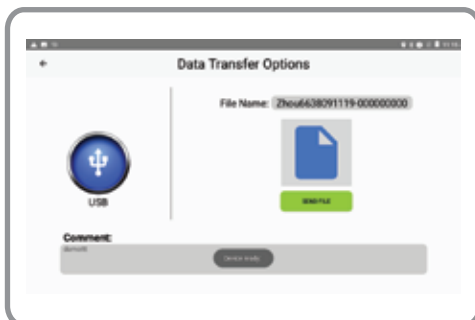 Data Transfer Options
File Name: Zhou6638091119-000000000
USB
SEND FILE
Comment:
Device ready